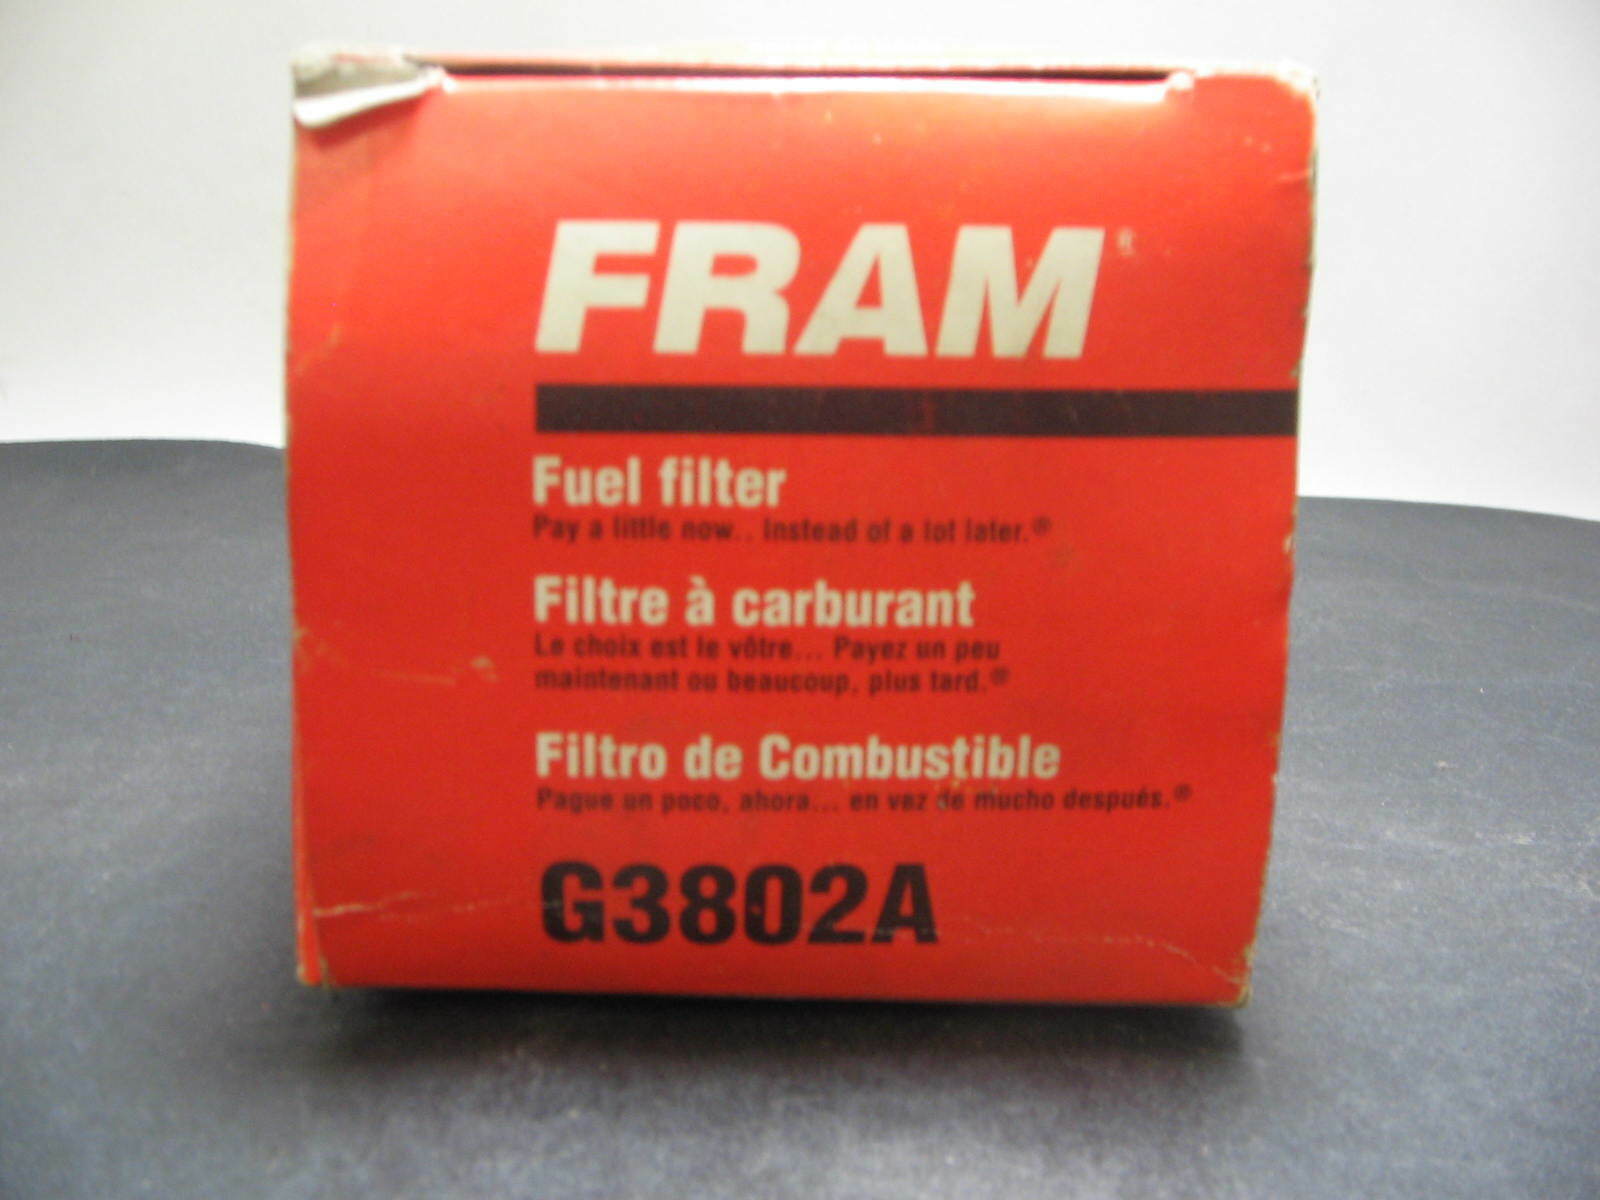 FRAM®
Fuel filter
Pay a little now.. Instead of a lot later.®
Filtre à carburant
Le choix est le vôtre... Payez un peu
maintenant ou beaucoup, plus tard.®
Filtro de Combustible
Pague un poco, ahora... en vez de mucho después.®
G3802A